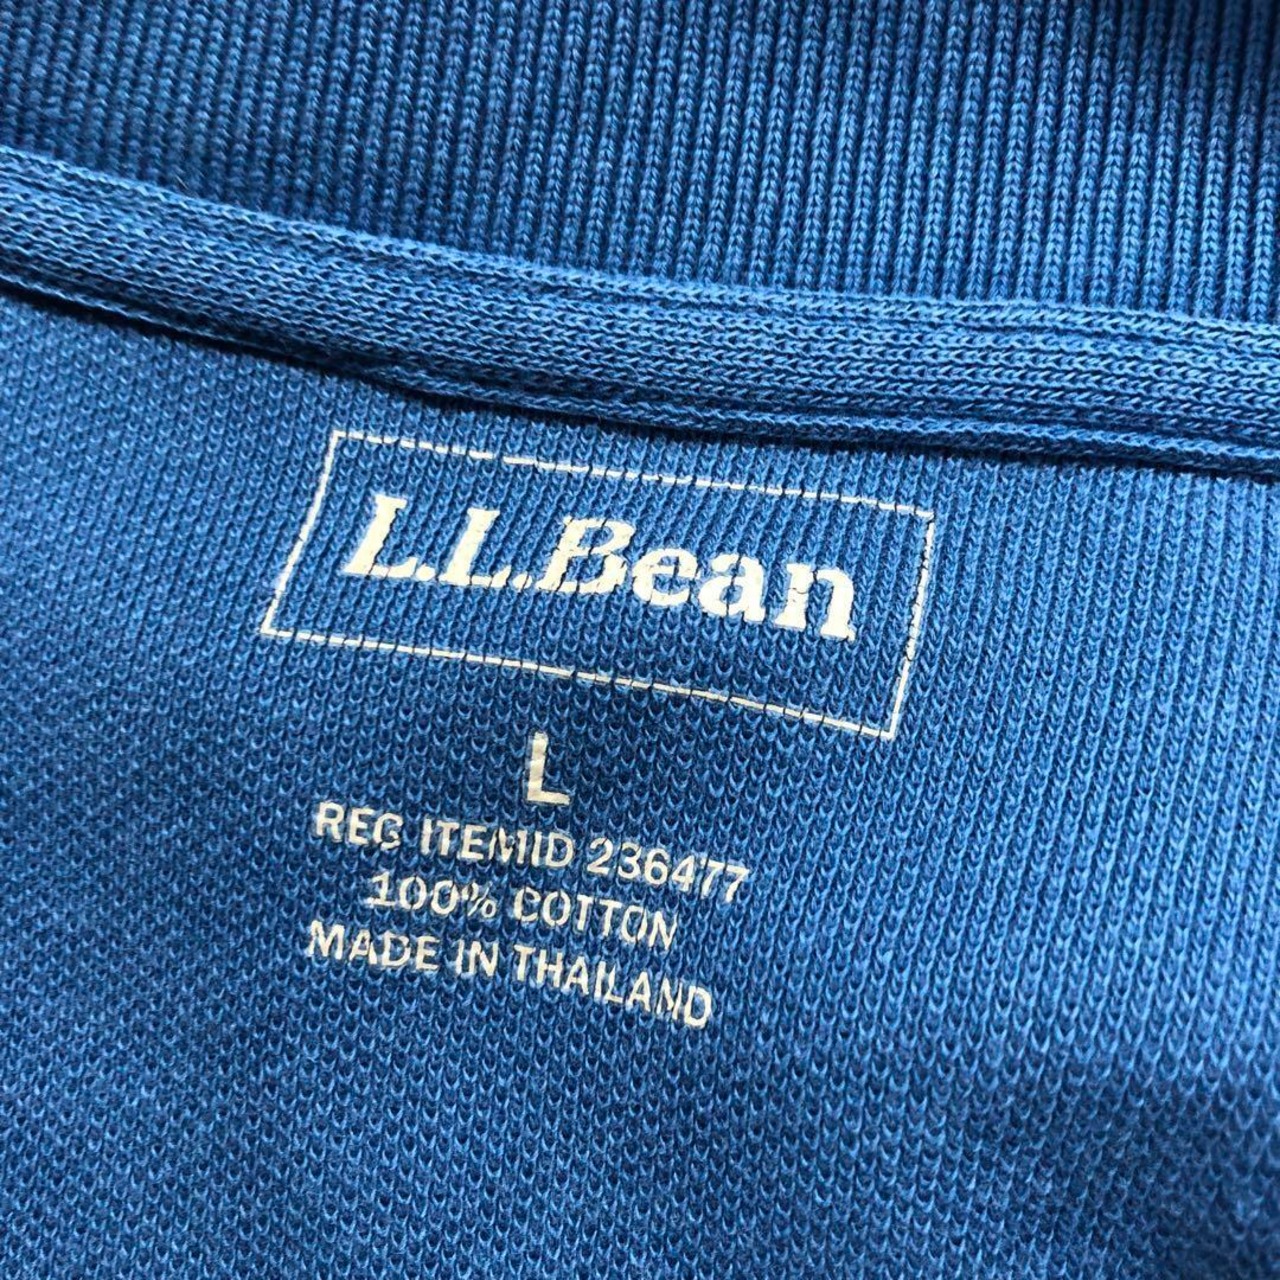 L.L.Bean
L
REG ITEMID 236477
100% COTTON
MADE IN THAILAND